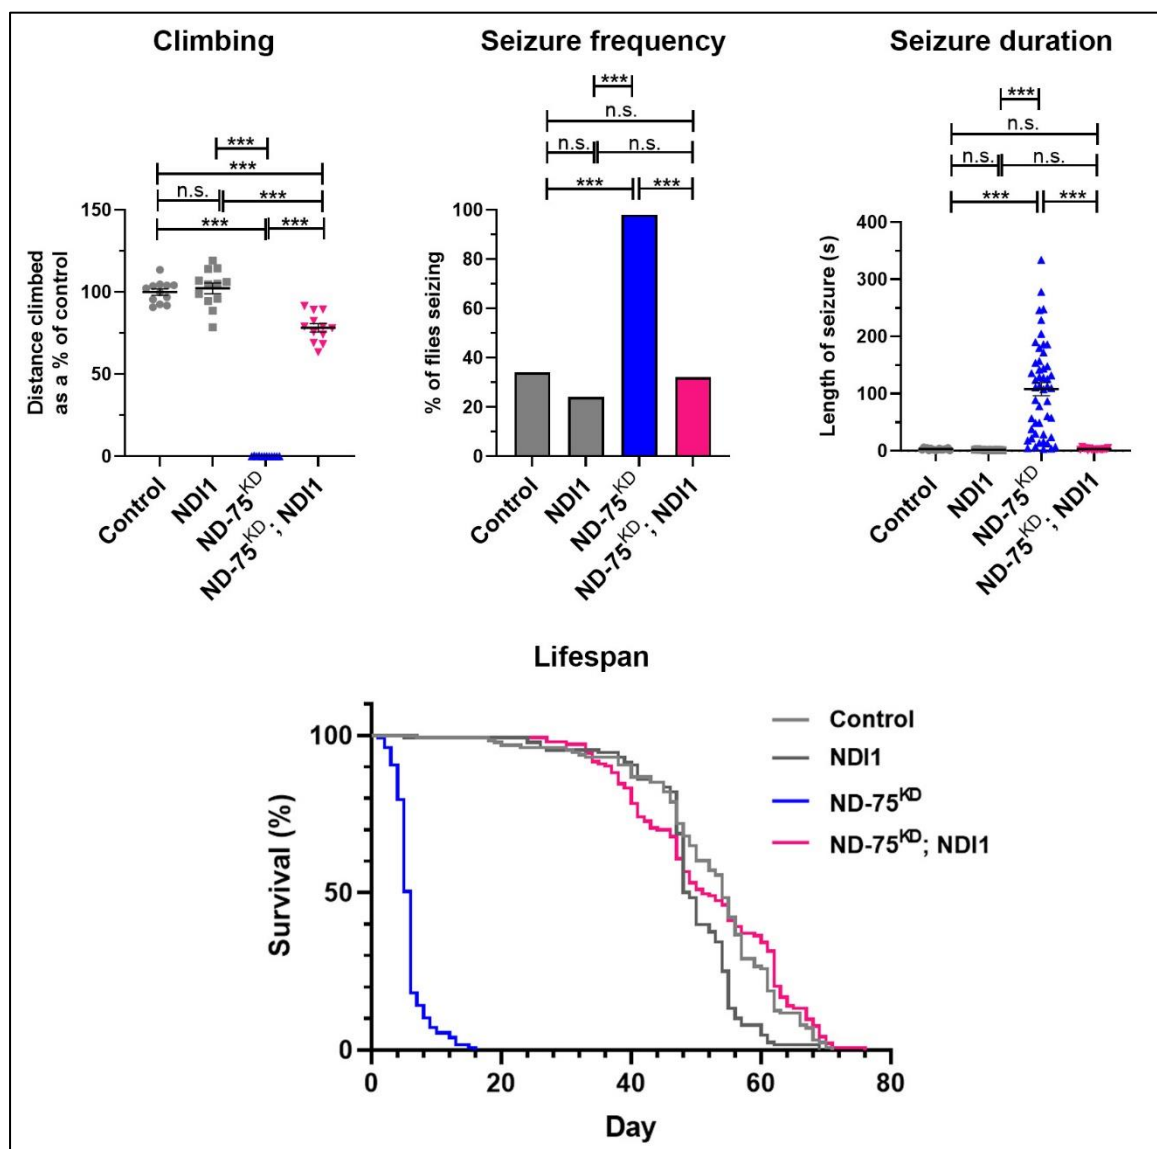 Climbing
Seizure frequency
Seizure duration
***
***
n.s. ***
*** ***
150
100
50
0
Distance climbed
as a % of control
Control
NDI1
ND-75KD
ND-75KD; NDI1
***
n.s.
n.s. n.s.
*** ***
100
80
60
40
20
0
% of flies seizing
Control
NDI1
ND-75KD
ND-75KD; NDI1
***
n.s.
n.s. n.s.
*** ***
400
300
200
100
0
Length of seizure (s)
Control
NDI1
ND-75KD
ND-75KD; NDI1
Lifespan
100
50
0
Survival (%)
0 20 40 60 80
Day
Control
NDI1
ND-75KD
ND-75KD; NDI1